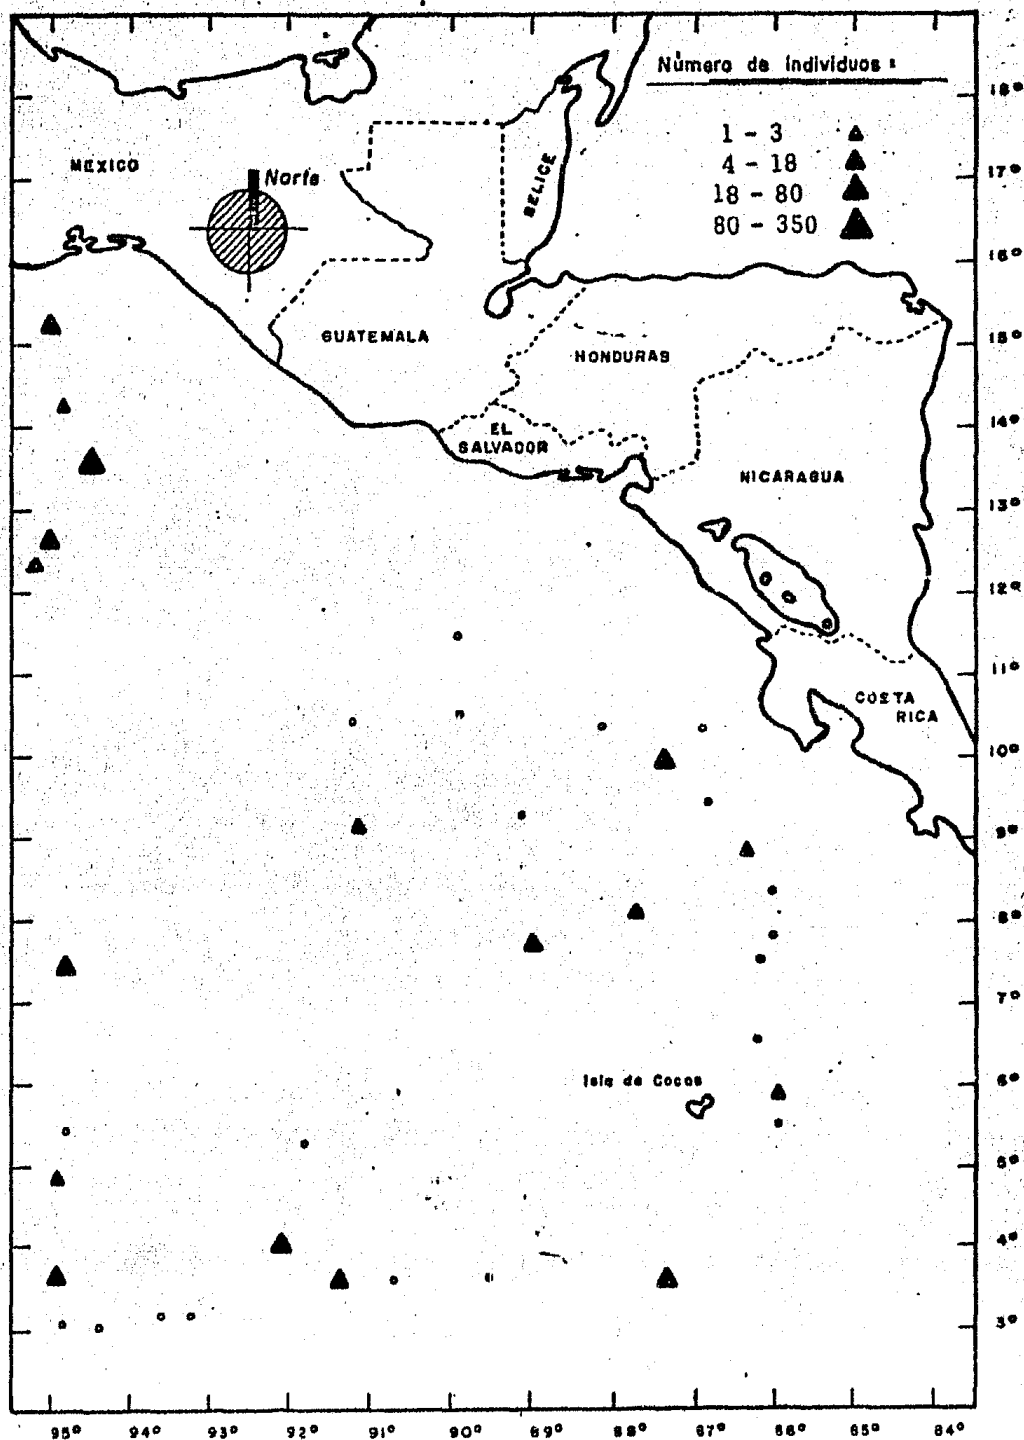 Número de individuos :
1 - 3
4 - 18
18 - 80
80 - 350
MEXICO
Norte
BELICE
GUATEMALA
HONDURAS
EL
SALVADOR
NICARAGUA
COSTA
RICA
Isla de Cocos
18°
17°
16°
15°
14°
13°
12°
11°
10°
9°
8°
7°
6°
5°
4°
3°
95° 94° 93° 92° 91° 90° 89° 88° 87° 86° 85° 84°